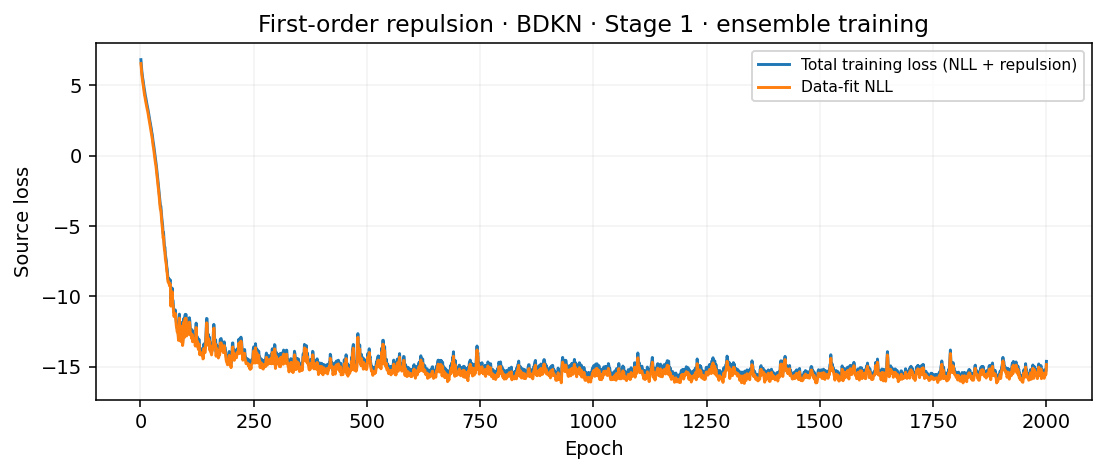 First-order repulsion · BDKN · Stage 1 · ensemble training
Total training loss (NLL + repulsion)
Data-fit NLL
Source loss
5
0
−5
−10
−15
0 250 500 750 1000 1250 1500 1750 2000
Epoch